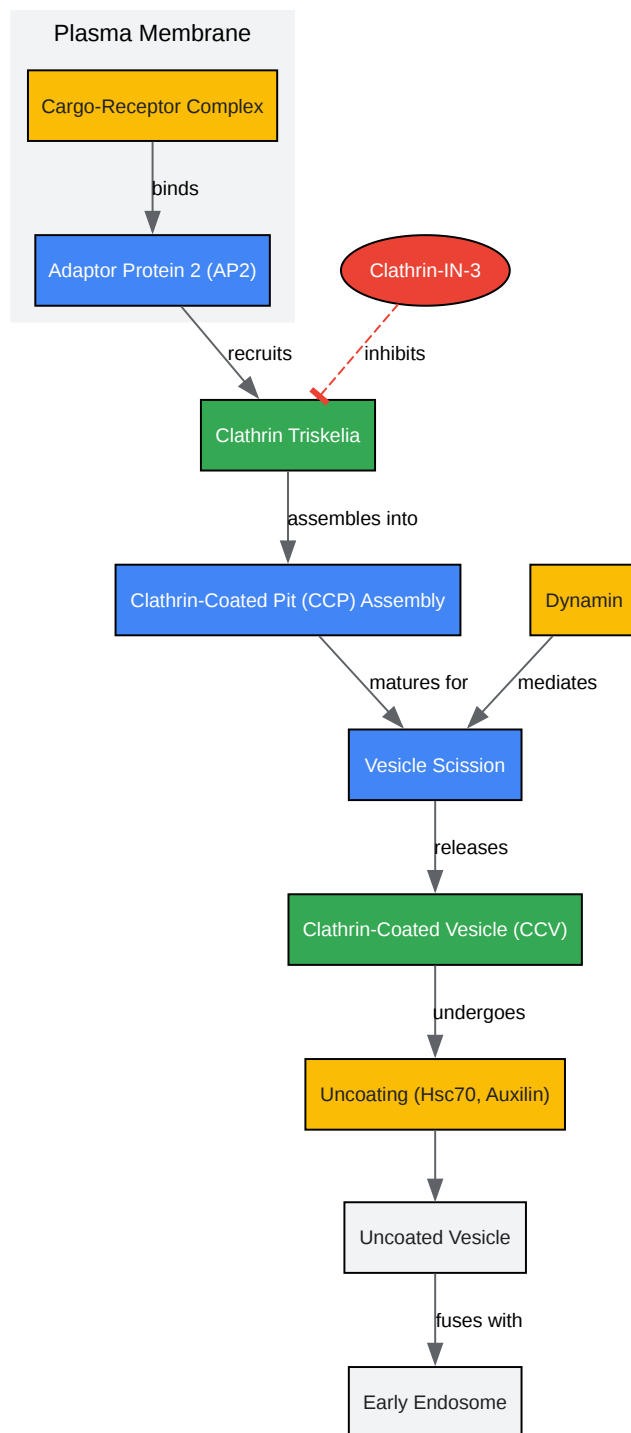 Plasma Membrane
Cargo-Receptor Complex
binds
Adaptor Protein 2 (AP2)
Clathrin-IN-3
recruits
inhibits
Clathrin Triskelia
assembles into
Clathrin-Coated Pit (CCP) Assembly
Dynamin
matures for
mediates
Vesicle Scission
releases
Clathrin-Coated Vesicle (CCV)
undergoes
Uncoating (Hsc70, Auxilin)
Uncoated Vesicle
fuses with
Early Endosome